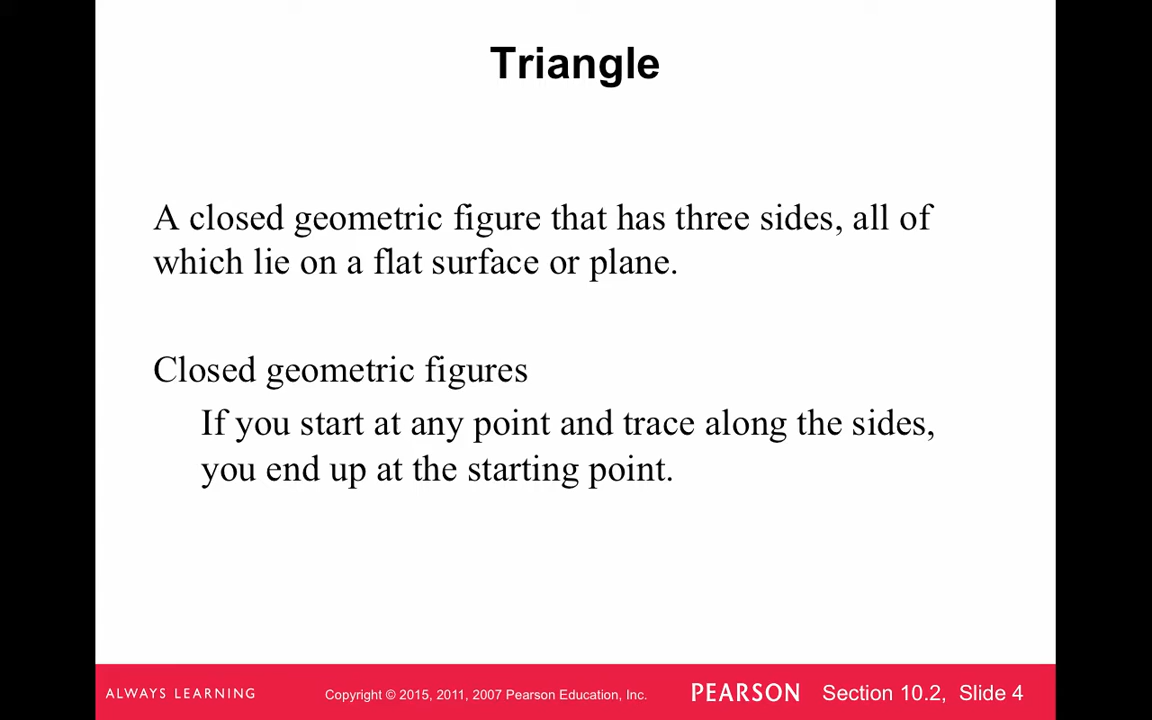 Triangle
A closed geometric figure that has three sides, all of
which lie on a flat surface or plane.
Closed geometric figures
If you start at any point and trace along the sides,
you end up at the starting point.
ALWAYS LEARNING Copyright © 2015, 2011, 2007 Pearson Education, Inc. PEARSON Section 10.2, Slide 4